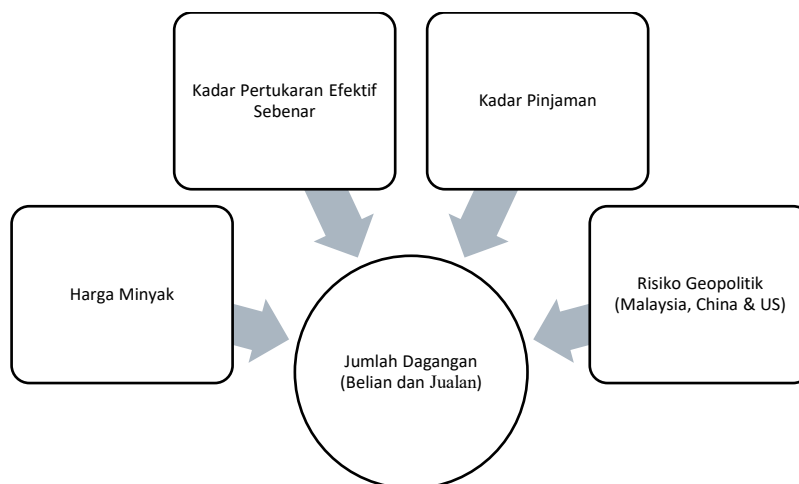 Kadar Pertukaran Efektif
Sebenar
Kadar Pinjaman
Harga Minyak
Risiko Geopolitik
(Malaysia, China & US)
Jumlah Dagangan
(Belian dan Jualan)